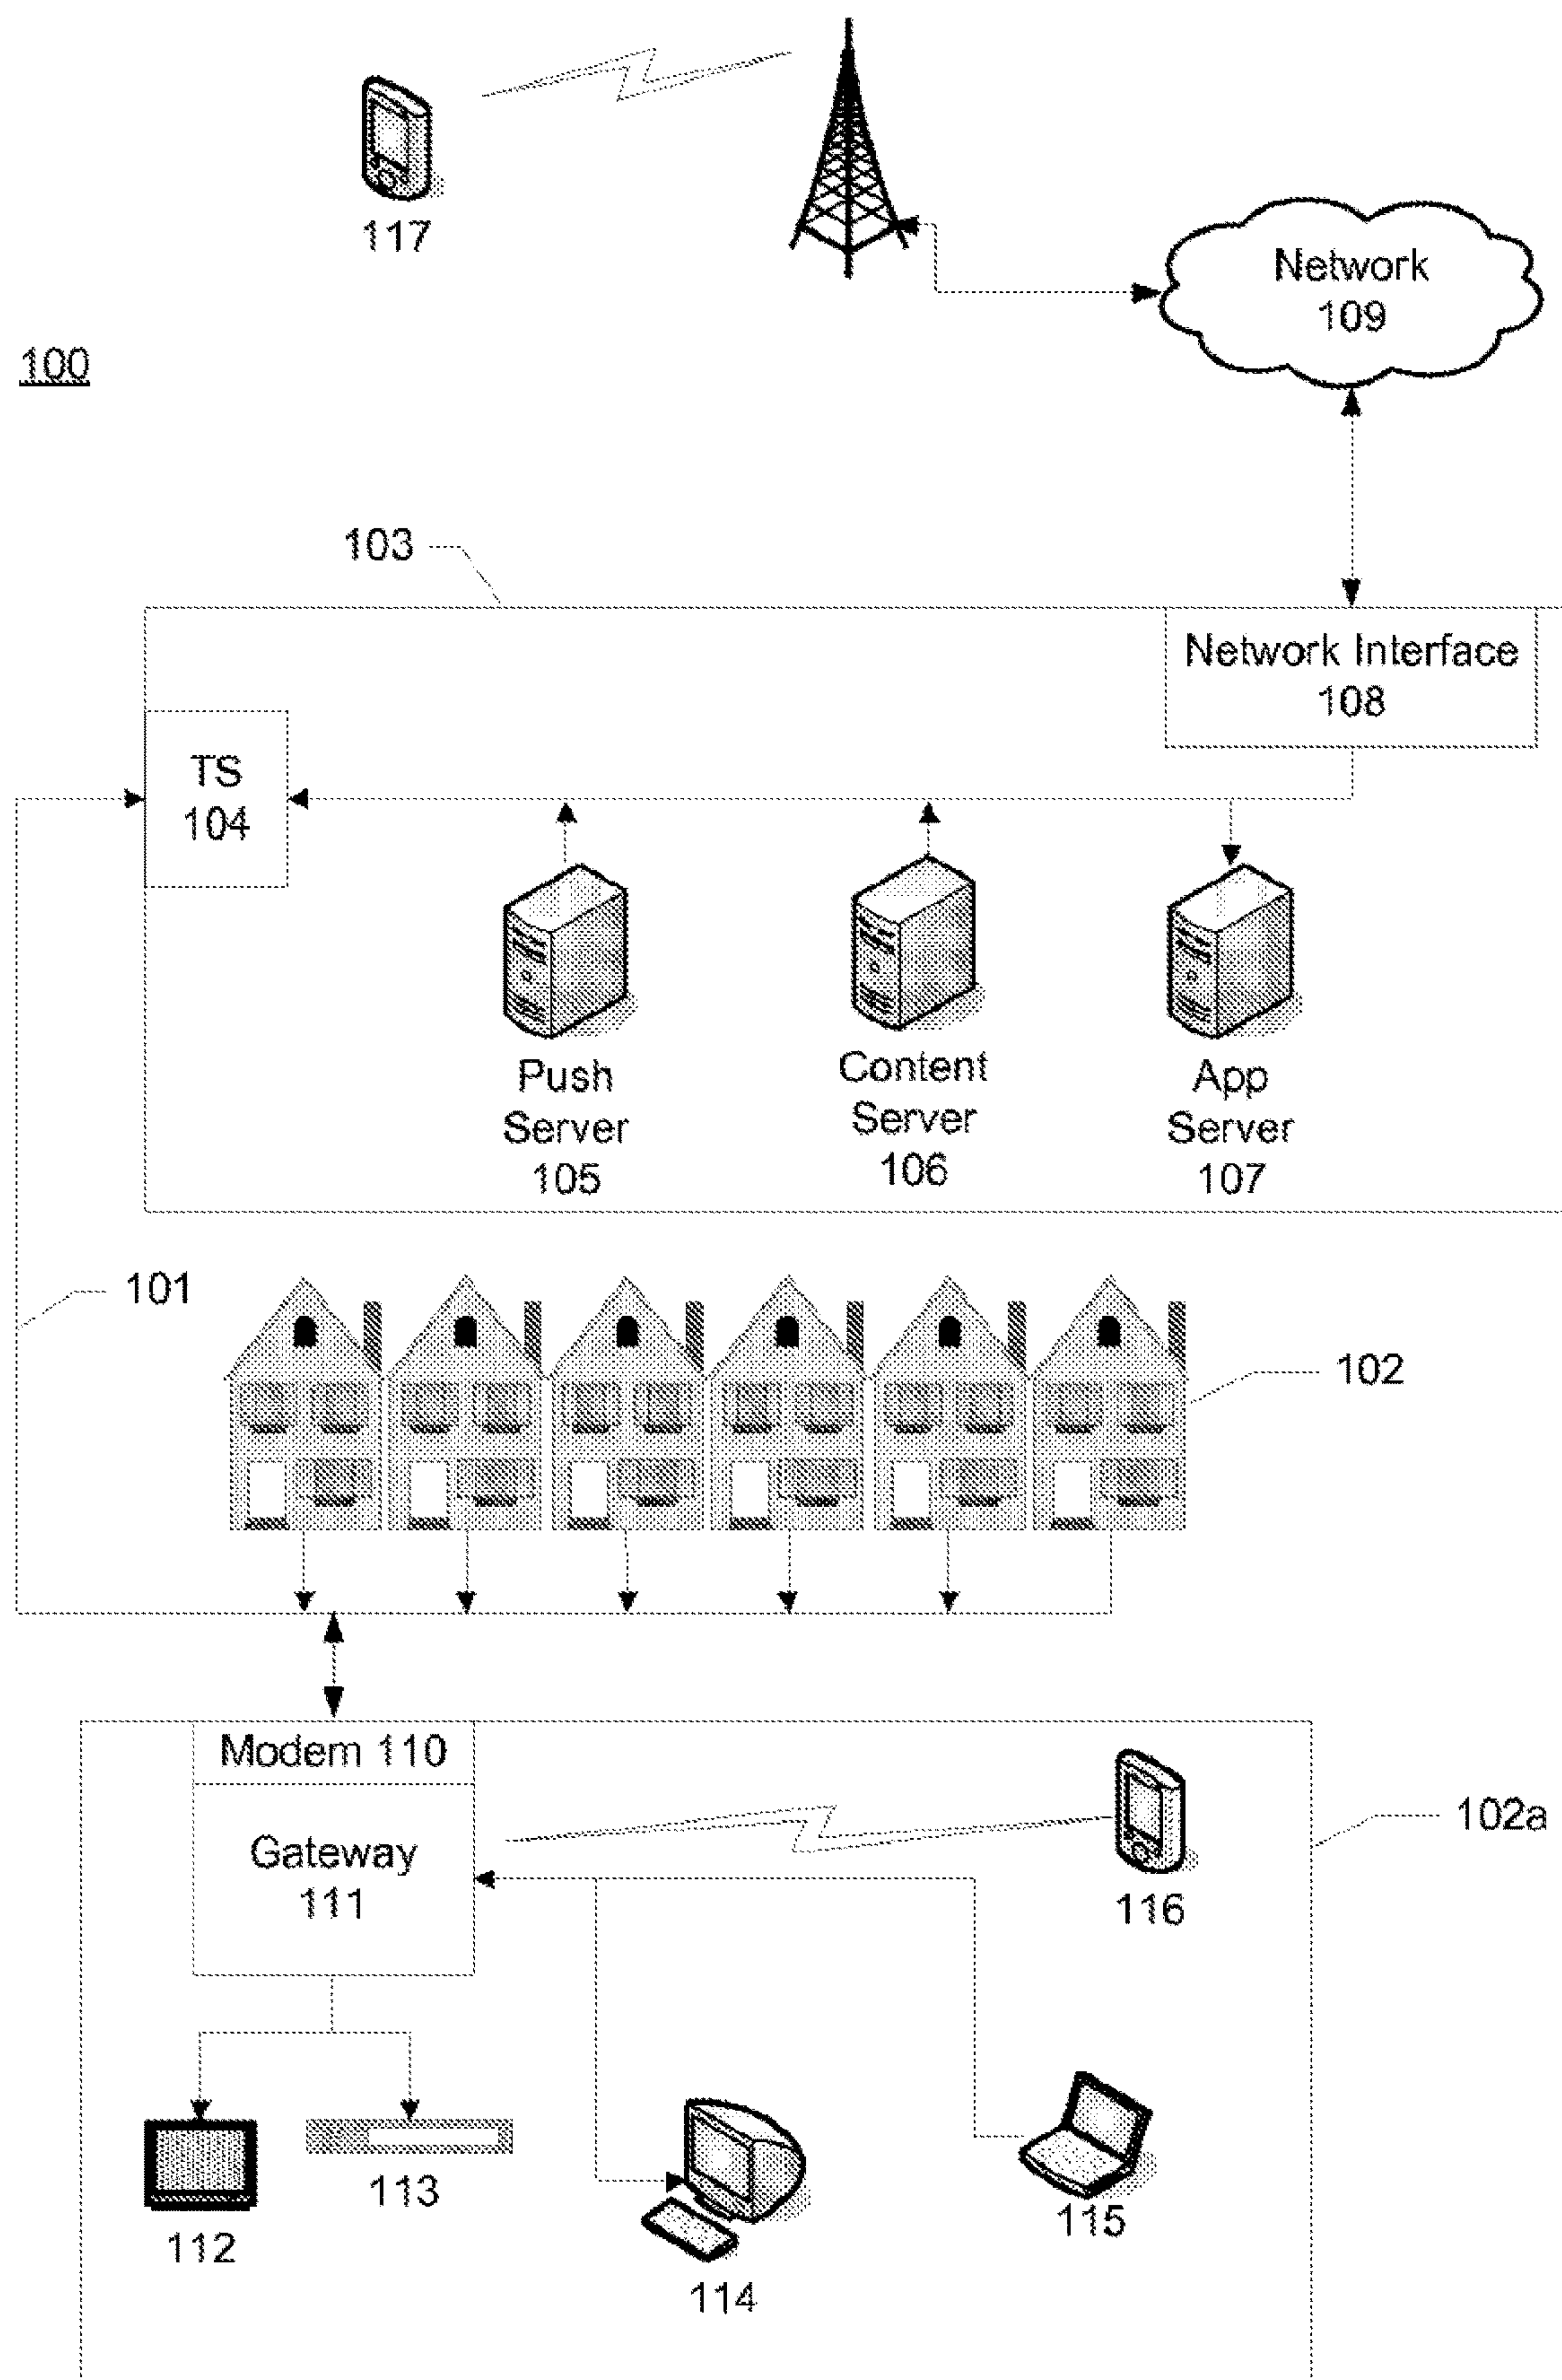 117
Network
109
100
103
Network Interface
108
TS
104
Push
Server
105
Content
Server
106
App
Server
107
101
102
Modem 110
Gateway
111
102a
116
112
113
114
115